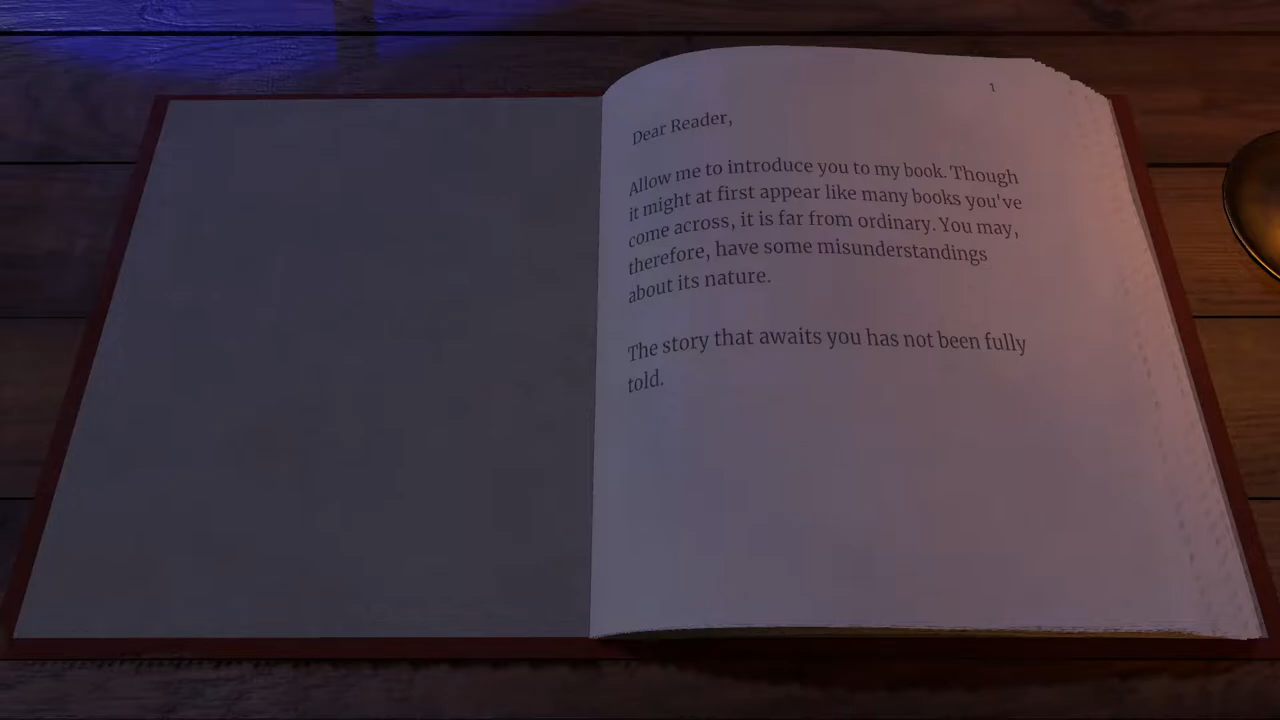 1
Dear Reader,
Allow me to introduce you to my book. Though
it might at first appear like many books you've
come across, it is far from ordinary. You may,
therefore, have some misunderstandings
about its nature.
The story that awaits you has not been fully
told.